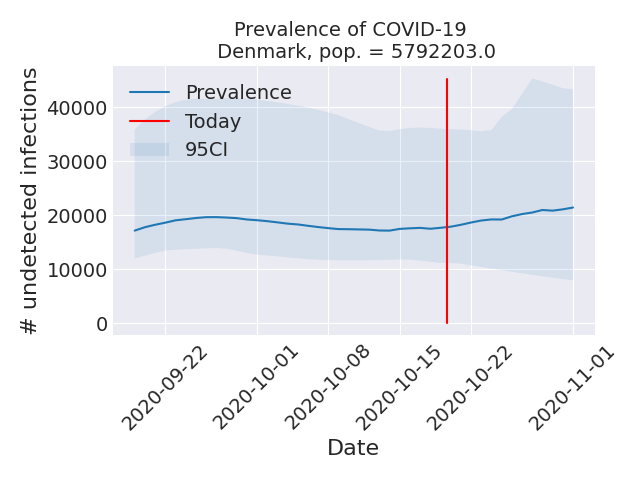 Prevalence of COVID-19
Denmark, pop. = 5792203.0
# undetected infections
40000
30000
20000
10000
0
Prevalence
Today
95CI
2020-09-22
2020-10-01
2020-10-08
2020-10-15
2020-10-22
2020-11-01
Date